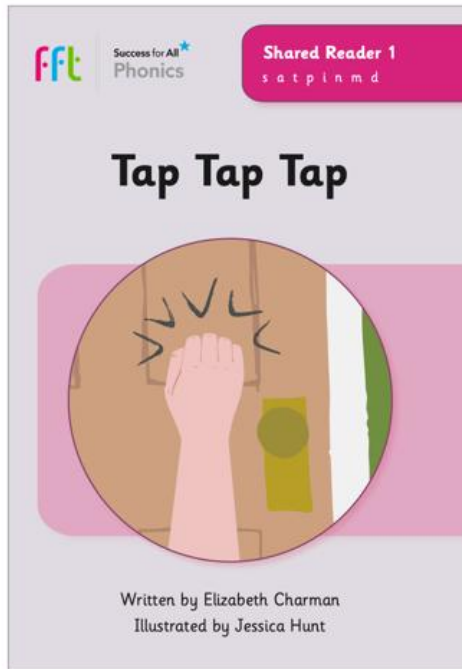 fft
Success for All
Phonics
Shared Reader 1
s a t p i n m d
Tap Tap Tap
Written by Elizabeth Charman
Illustrated by Jessica Hunt